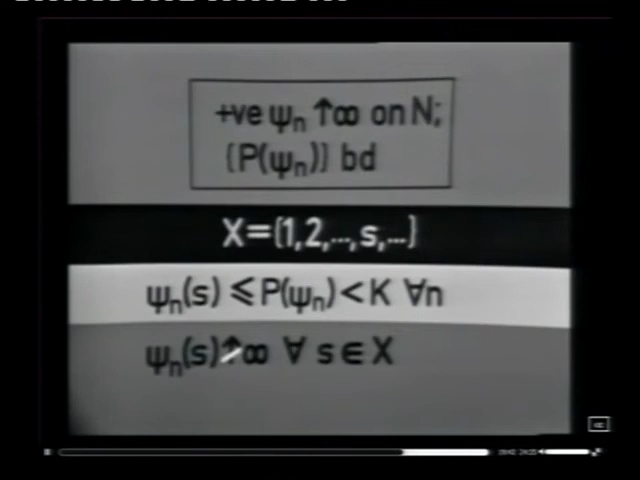 +ve ψₙ ↑∞ on N;
{P(ψₙ)} bd
X={1,2,...,s,...}
ψₙ(s) ⩽ P(ψₙ) < K ∀n
ψₙ(s)↑∞ ∀ s ∈ X